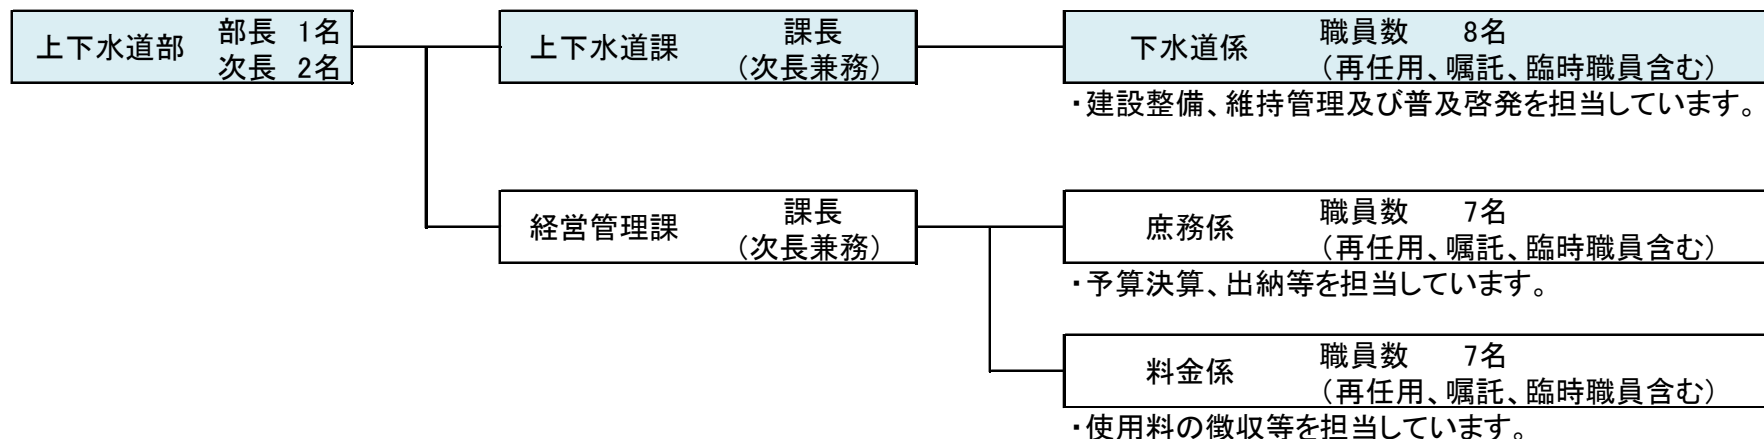 上下水道部 部長 1名
次長 2名
上下水道課 課長
(次長兼務)
下水道係 職員数 8名
(再任用、嘱託、臨時職員含む)
・建設整備、維持管理及び普及啓発を担当しています。
経営管理課 課長
(次長兼務)
庶務係 職員数 7名
(再任用、嘱託、臨時職員含む)
・予算決算、出納等を担当しています。
料金係 職員数 7名
(再任用、嘱託、臨時職員含む)
・使用料の徴収等を担当しています。